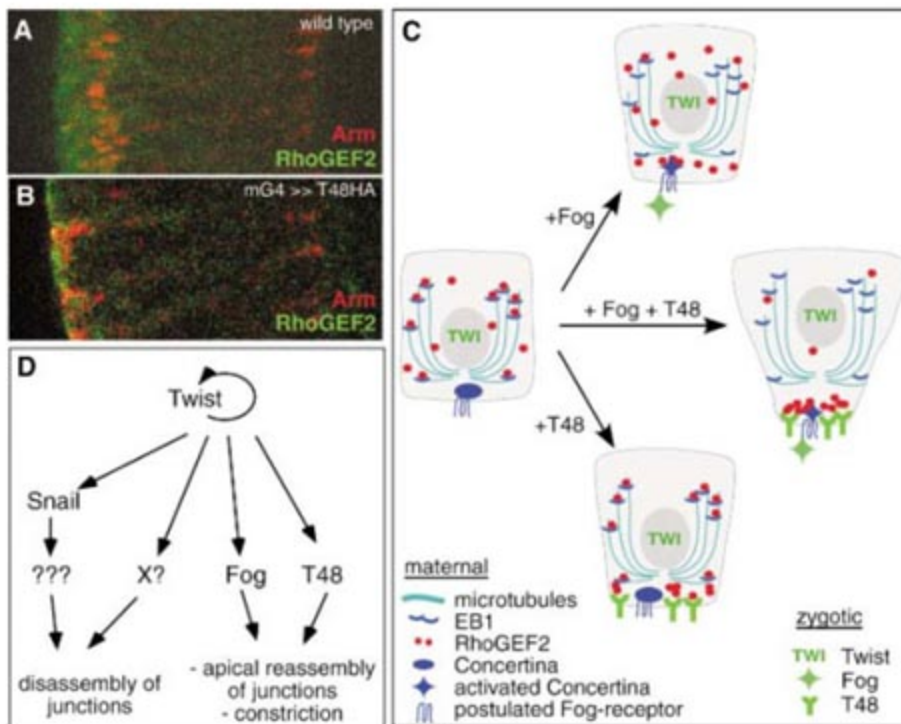 A
wild type
Arm
RhoGEF2
B
mG4 >> T48HA
Arm
RhoGEF2
C
TWI
+Fog
TWI
+ Fog + T48
TWI
+T48
TWI
maternal
microtubules
EB1
RhoGEF2
Concertina
activated Concertina
postulated Fog-receptor
zygotic
TWI Twist
Fog
T48
D
Twist
Snail
??? X? Fog T48
disassembly of
junctions
- apical reassembly
of junctions
- constriction